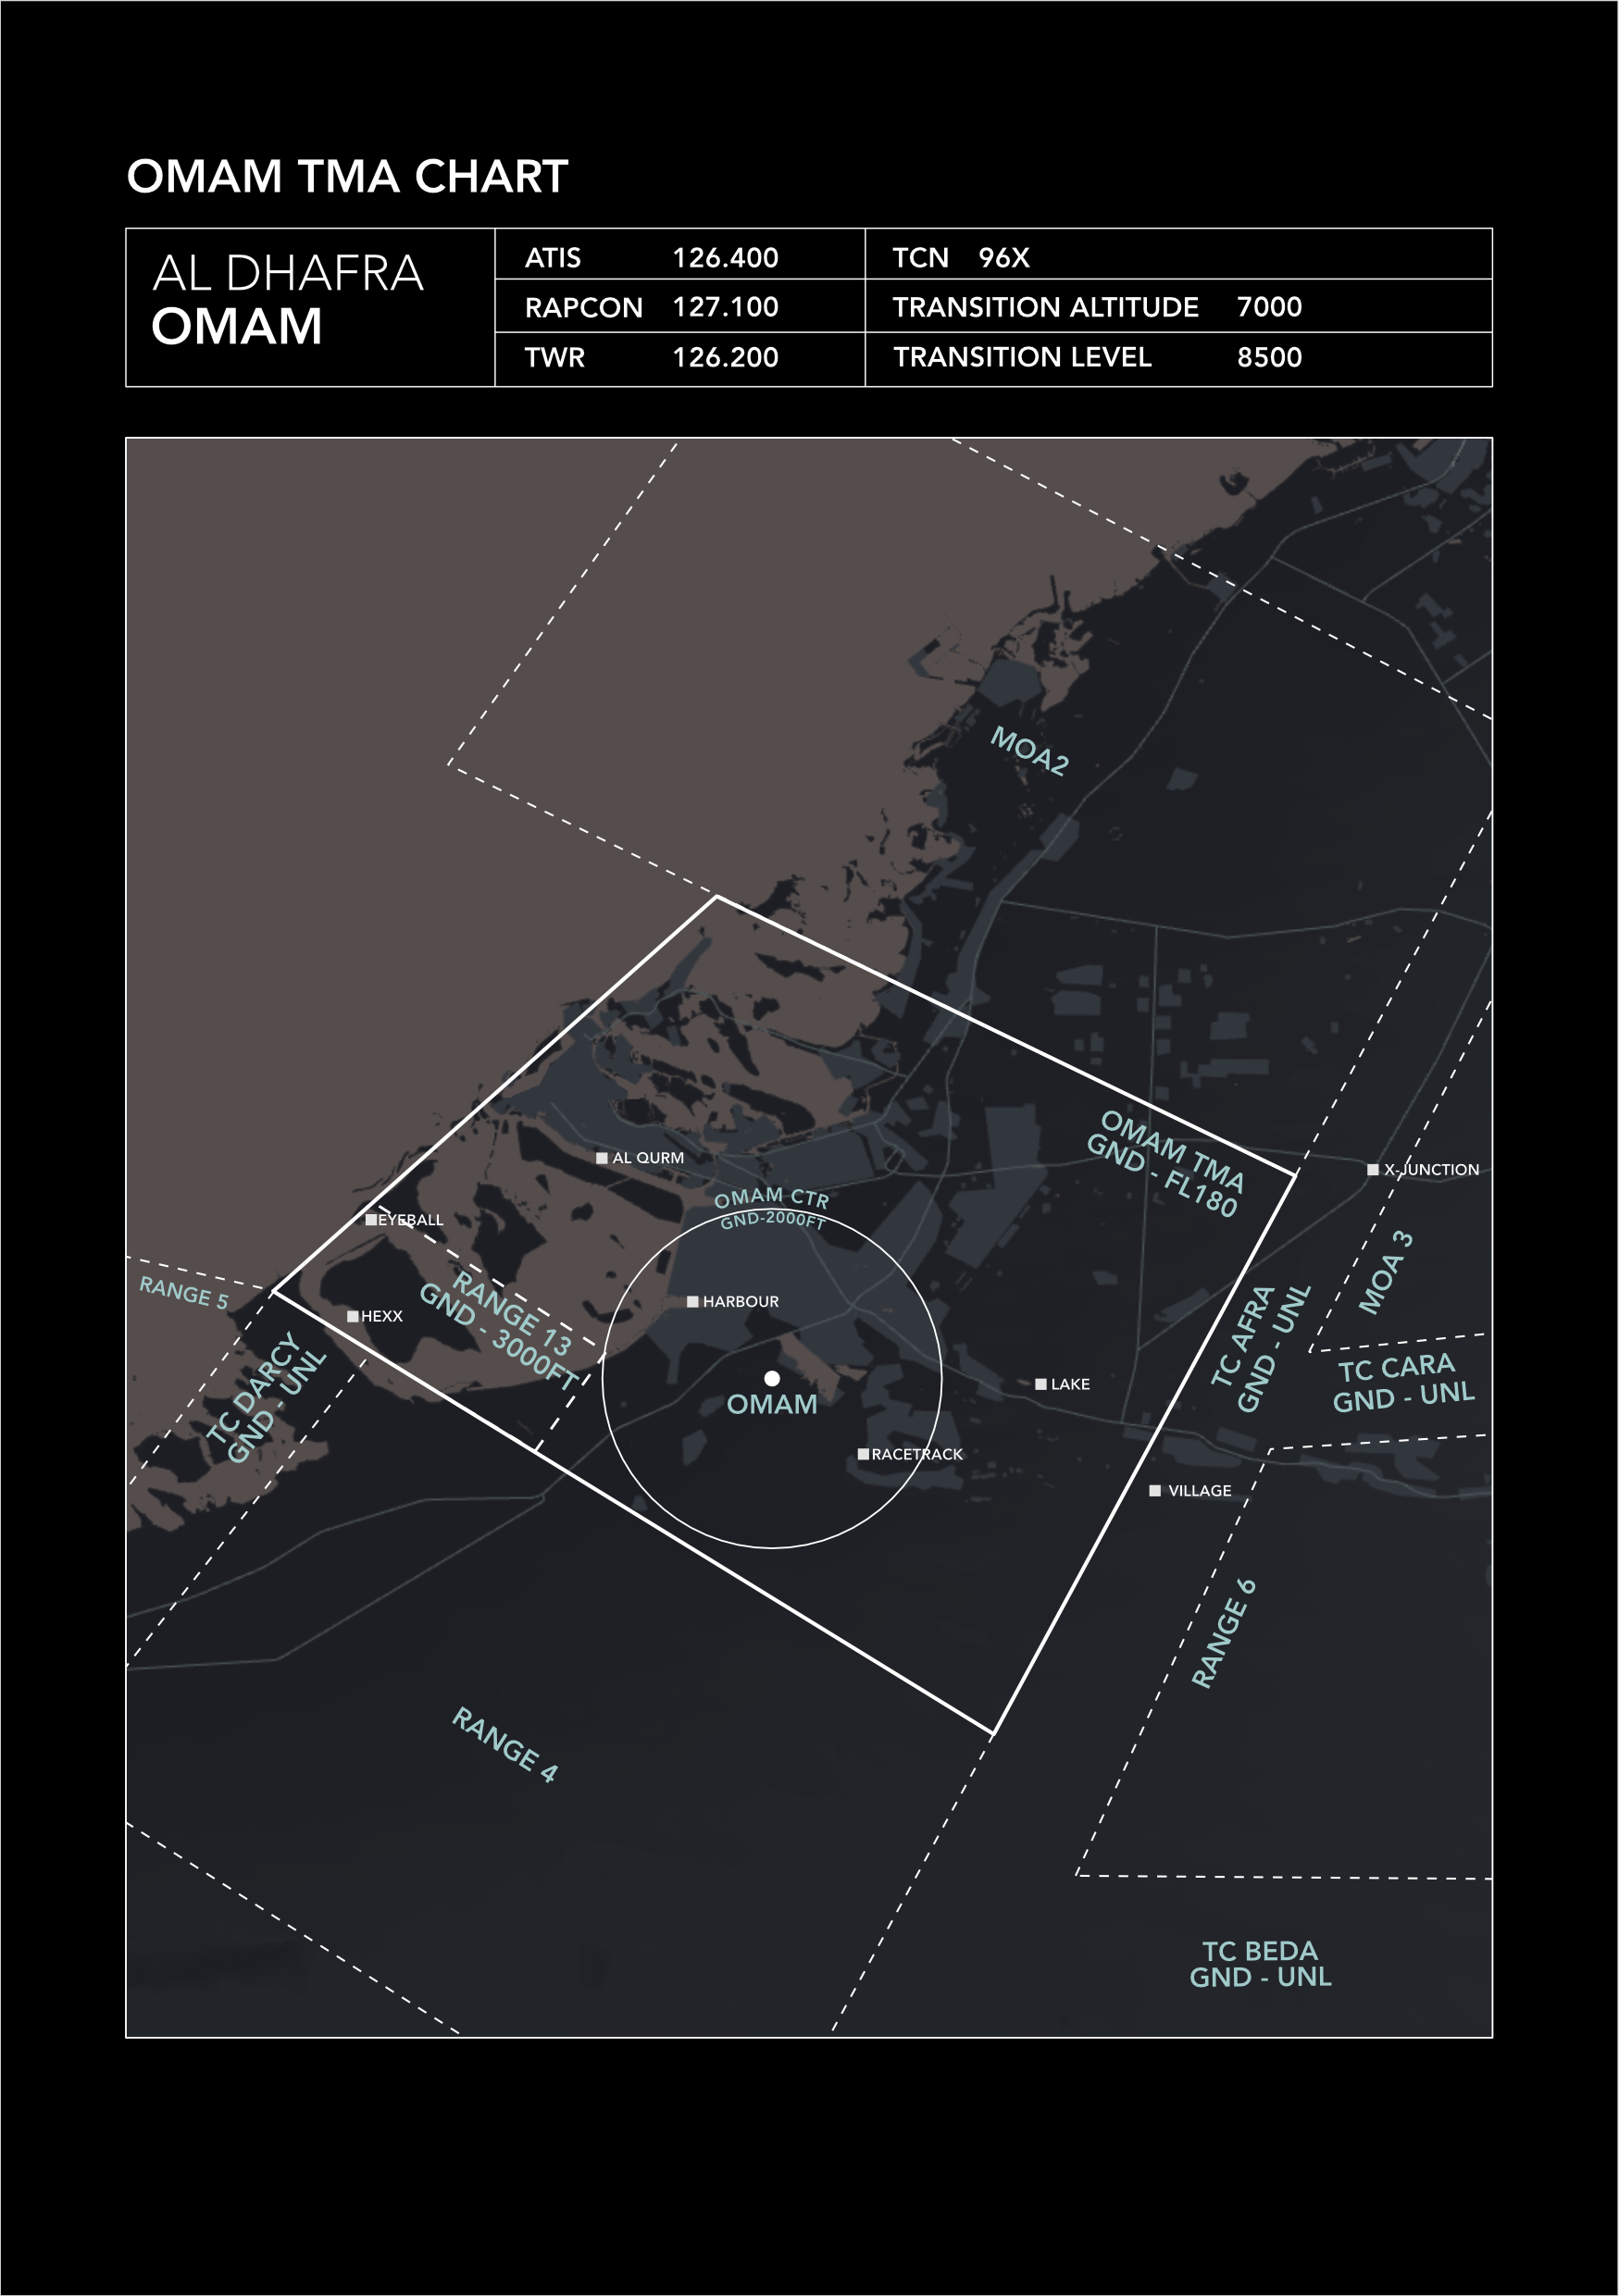 OMAM TMA CHART
AL DHAFRA
OMAM
ATIS 126.400
RAPCON 127.100
TWR 126.200
TCN 96X
TRANSITION ALTITUDE 7000
TRANSITION LEVEL 8500
MOA2
OMAM TMA
GND - FL180
AL QURM
X-JUNCTION
OMAM CTR
GND-2000FT
EYEBALL
RANGE 5
HEXX
RANGE 13
GND - 3000FT
HARBOUR
MOA 3
TC AFRA
GND - UNL
TC DARCY
GND - UNL
TC CARA
GND - UNL
OMAM
LAKE
RACETRACK
VILLAGE
RANGE 6
RANGE 4
TC BEDA
GND - UNL